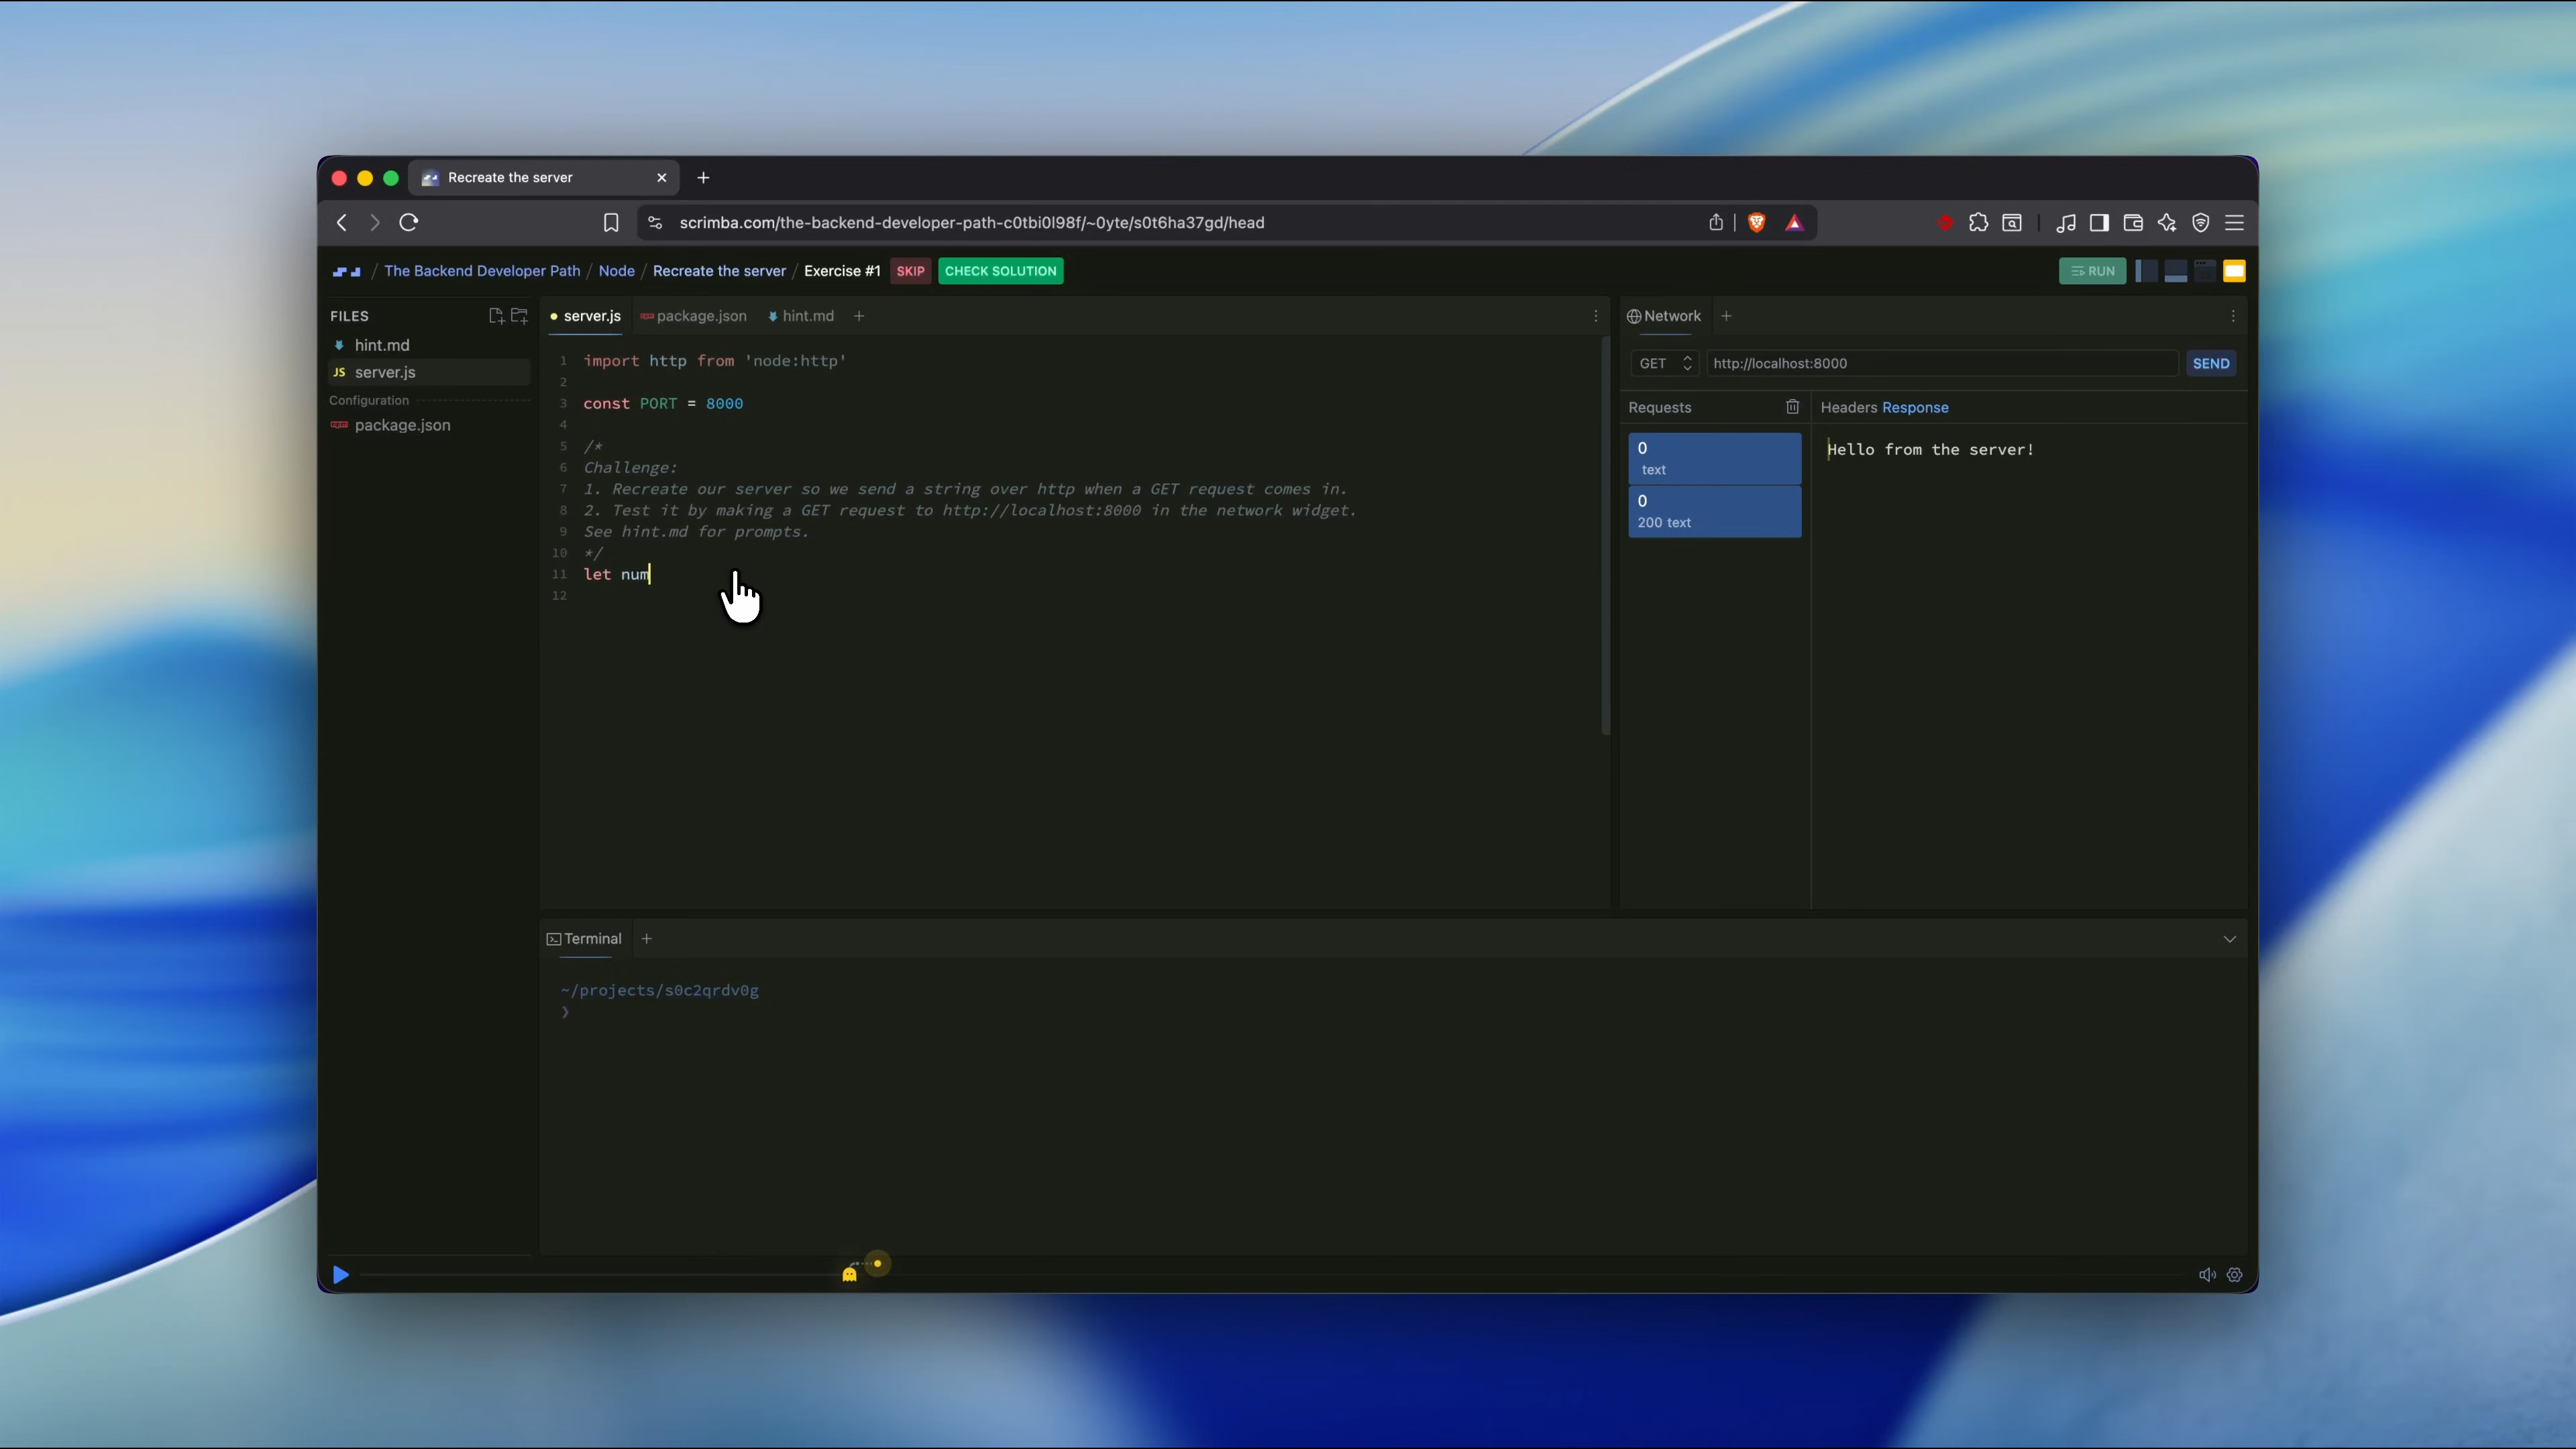 Recreate the server
scrimba.com/the-backend-developer-path-c0tbi0l98f/~0yte/s0t6ha37gd/head
/ The Backend Developer Path / Node / Recreate the server / Exercise #1 SKIP CHECK SOLUTION
RUN
FILES
hint.md
JS server.js
Configuration
package.json
server.js package.json hint.md
1 import http from 'node:http'
2
3 const PORT = 8000
4
5 /*
6 Challenge:
7 1. Recreate our server so we send a string over http when a GET request comes in.
8 2. Test it by making a GET request to http://localhost:8000 in the network widget.
9 See hint.md for prompts.
10 */
11 let num
12
Network
GET http://localhost:8000 SEND
Requests
Headers Response
0
text
0
200 text
Hello from the server!
Terminal
~/projects/s0c2qrdv0g
❯